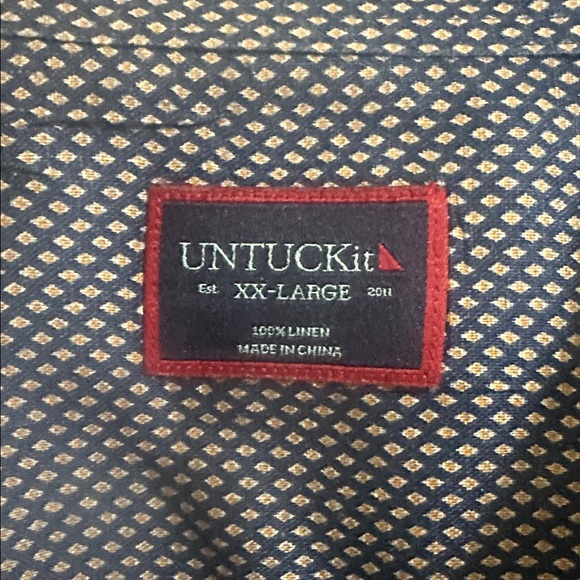 UNTUCKit
Est XX-LARGE 2011
100% LINEN
MADE IN CHINA